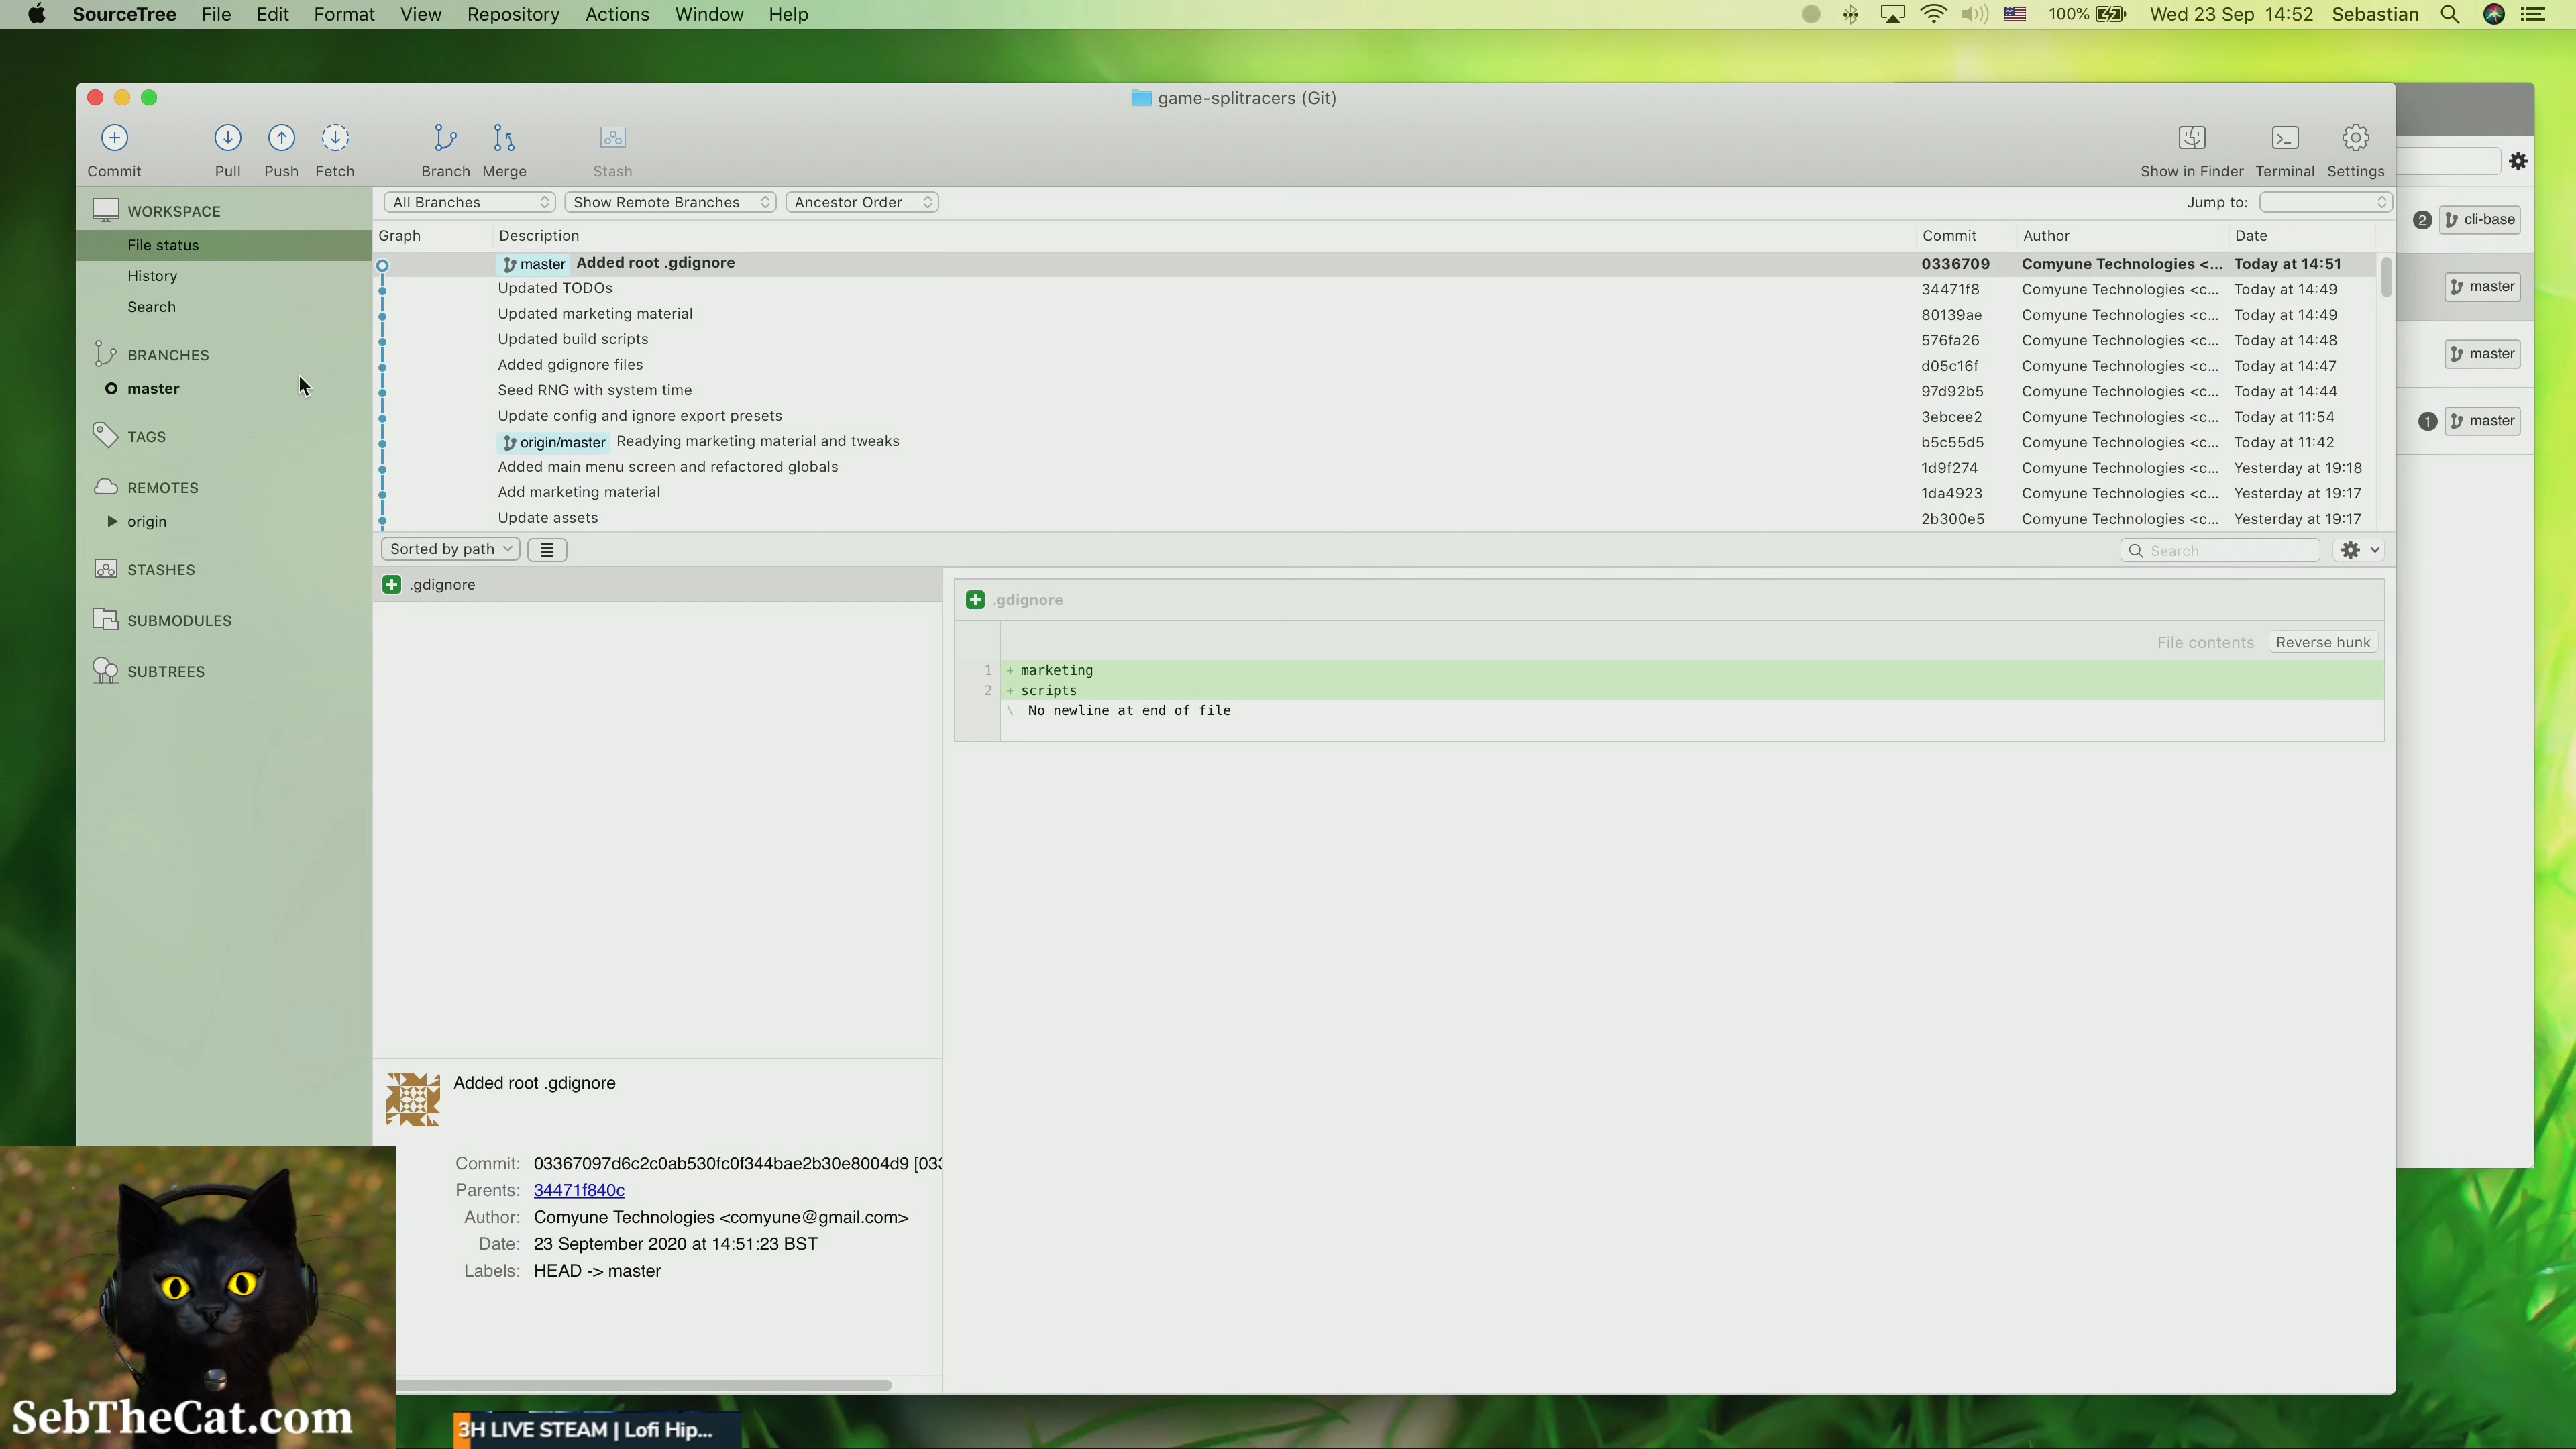 SourceTree File Edit Format View Repository Actions Window Help 100% Wed 23 Sep 14:52 Sebastian
game-splitracers (Git)
Commit Pull Push Fetch Branch Merge Stash Show in Finder Terminal Settings
WORKSPACE
File status
History
Search
BRANCHES
master
TAGS
REMOTES
origin
STASHES
SUBMODULES
SUBTREES
All Branches Show Remote Branches Ancestor Order Jump to:
Graph Description Commit Author Date
master Added root .gdignore 0336709 Comyune Technologies <... Today at 14:51
Updated TODOs 34471f8 Comyune Technologies <c... Today at 14:49
Updated marketing material 80139ae Comyune Technologies <c... Today at 14:49
Updated build scripts 576fa26 Comyune Technologies <c... Today at 14:48
Added gdignore files d05c16f Comyune Technologies <c... Today at 14:47
Seed RNG with system time 97d92b5 Comyune Technologies <c... Today at 14:44
Update config and ignore export presets 3ebcee2 Comyune Technologies <c... Today at 11:54
origin/master Readying marketing material and tweaks b5c55d5 Comyune Technologies <c... Today at 11:42
Added main menu screen and refactored globals 1d9f274 Comyune Technologies <c... Yesterday at 19:18
Add marketing material 1da4923 Comyune Technologies <c... Yesterday at 19:17
Update assets 2b300e5 Comyune Technologies <c... Yesterday at 19:17
2 cli-base
master
master
1 master
Sorted by path Search
.gdignore
.gdignore
File contents Reverse hunk
1 + marketing
2 + scripts
\ No newline at end of file
Added root .gdignore
Commit: 03367097d6c2c0ab530fc0f344bae2b30e8004d9 [033
Parents: 34471f840c
Author: Comyune Technologies <comyune@gmail.com>
Date: 23 September 2020 at 14:51:23 BST
Labels: HEAD -> master
SebTheCat.com
3H LIVE STEAM | Lofi Hip...